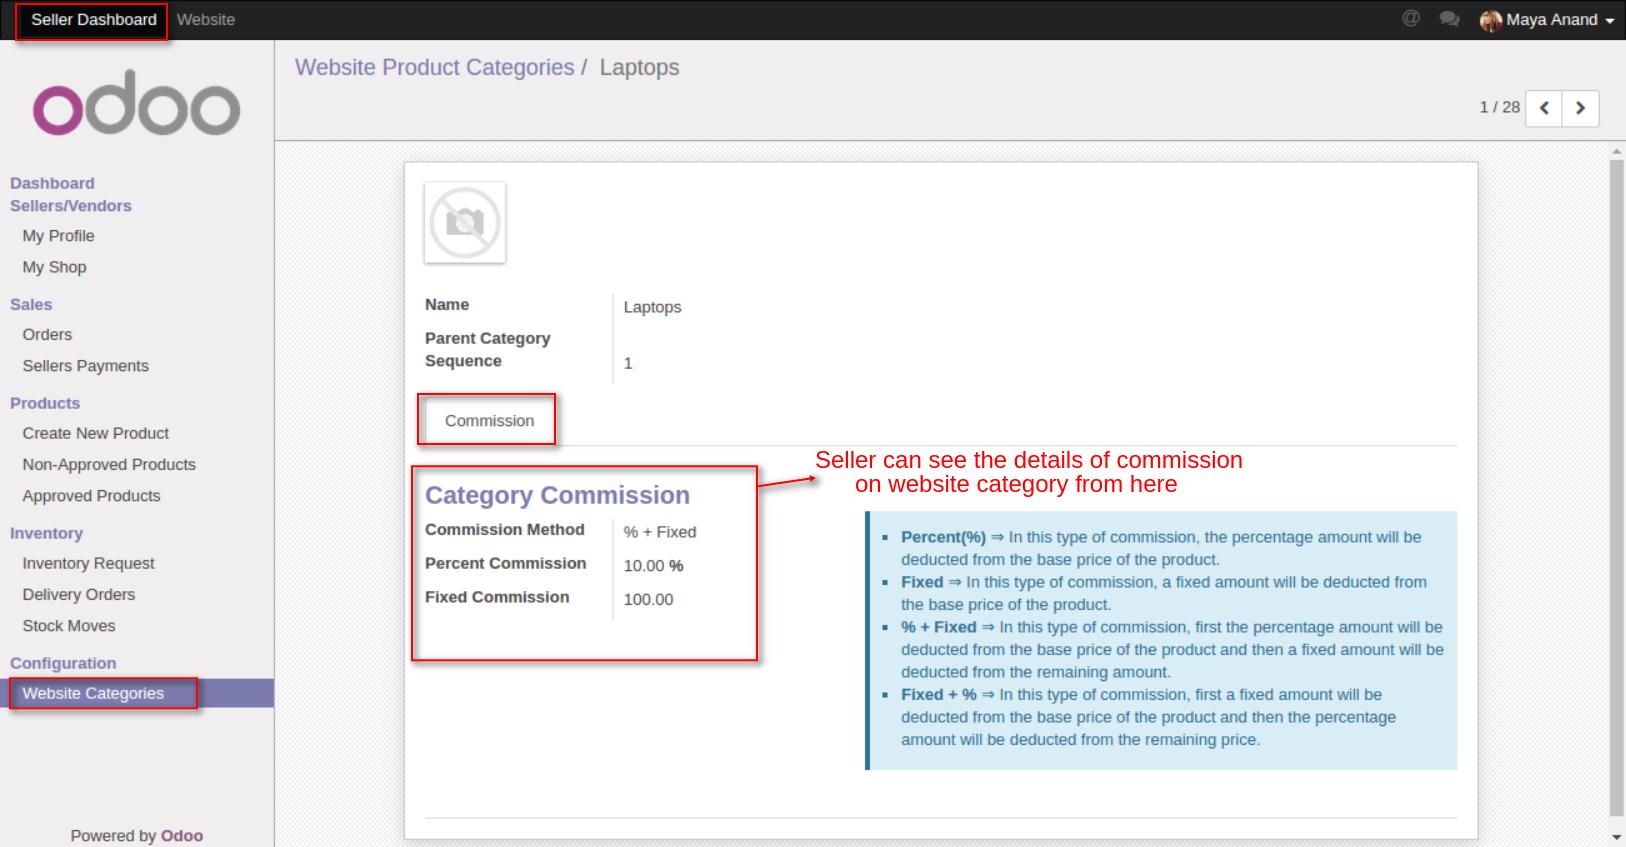 Seller Dashboard Website
@ Maya Anand
odoo
Website Product Categories / Laptops
1 / 28
Dashboard
Sellers/Vendors
My Profile
My Shop
Sales
Orders
Sellers Payments
Products
Create New Product
Non-Approved Products
Approved Products
Inventory
Inventory Request
Delivery Orders
Stock Moves
Configuration
Website Categories
Powered by Odoo
Name Laptops
Parent Category
Sequence 1
Commission
Seller can see the details of commission
on website category from here
Category Commission
Commission Method % + Fixed
Percent Commission 10.00 %
Fixed Commission 100.00
▪ Percent(%) ⇒ In this type of commission, the percentage amount will be
deducted from the base price of the product.
▪ Fixed ⇒ In this type of commission, a fixed amount will be deducted from
the base price of the product.
▪ % + Fixed ⇒ In this type of commission, first the percentage amount will be
deducted from the base price of the product and then a fixed amount will be
deducted from the remaining amount.
▪ Fixed + % ⇒ In this type of commission, first a fixed amount will be
deducted from the base price of the product and then the percentage
amount will be deducted from the remaining price.